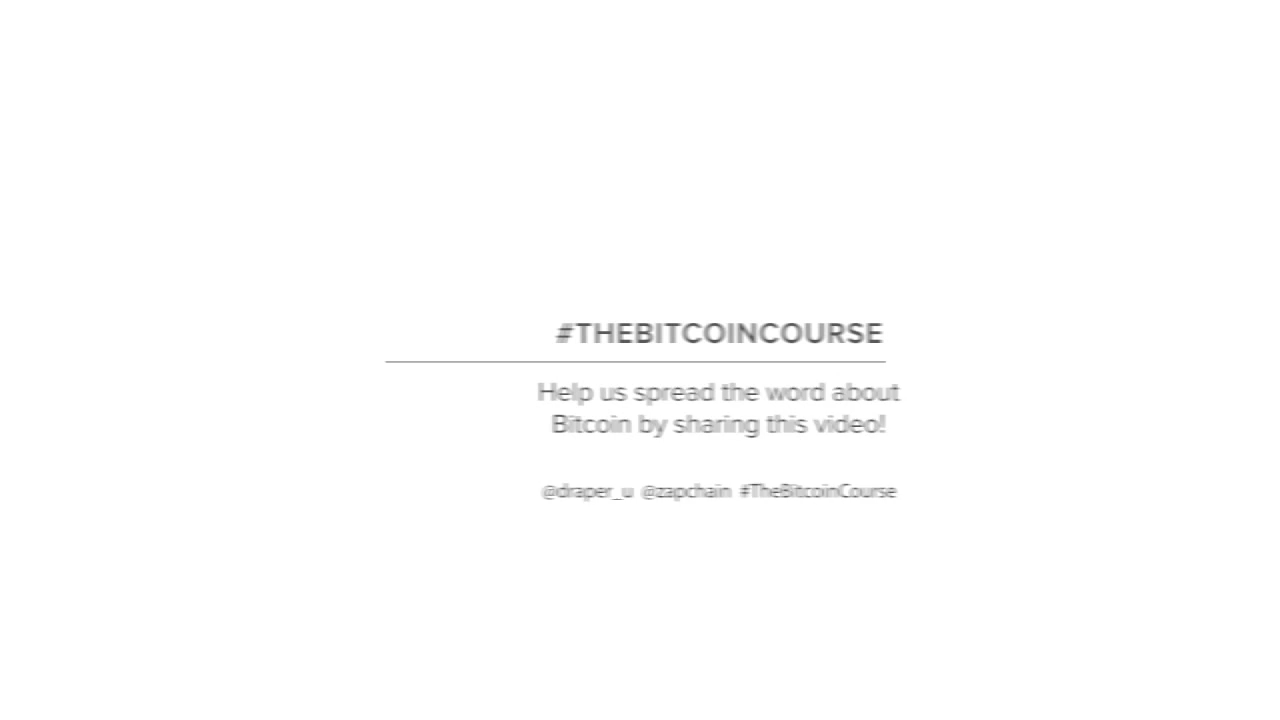 #THEBITCOINCOURSE
Help us spread the word about
Bitcoin by sharing this video!
@draper_u @zapchain #TheBitcoinCourse